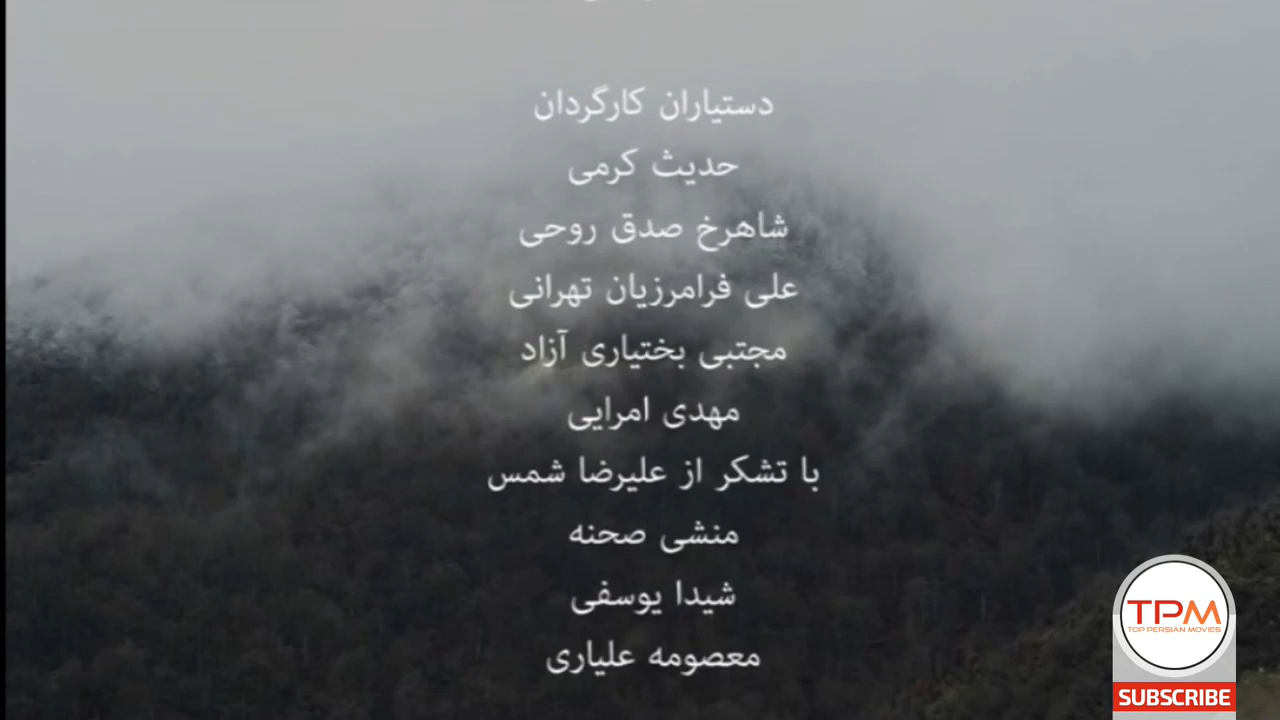 دستیاران کارگردان
حدیث کرمی
شاهرخ صدق روحی
علی فرامرزیان تهرانی
مجتبی بختیاری آزاد
مهدی امرایی
با تشکر از علیرضا شمس
منشی صحنه
شیدا یوسفی
معصومه علیاری
TPM
TOP PERSIAN MOVIES
SUBSCRIBE